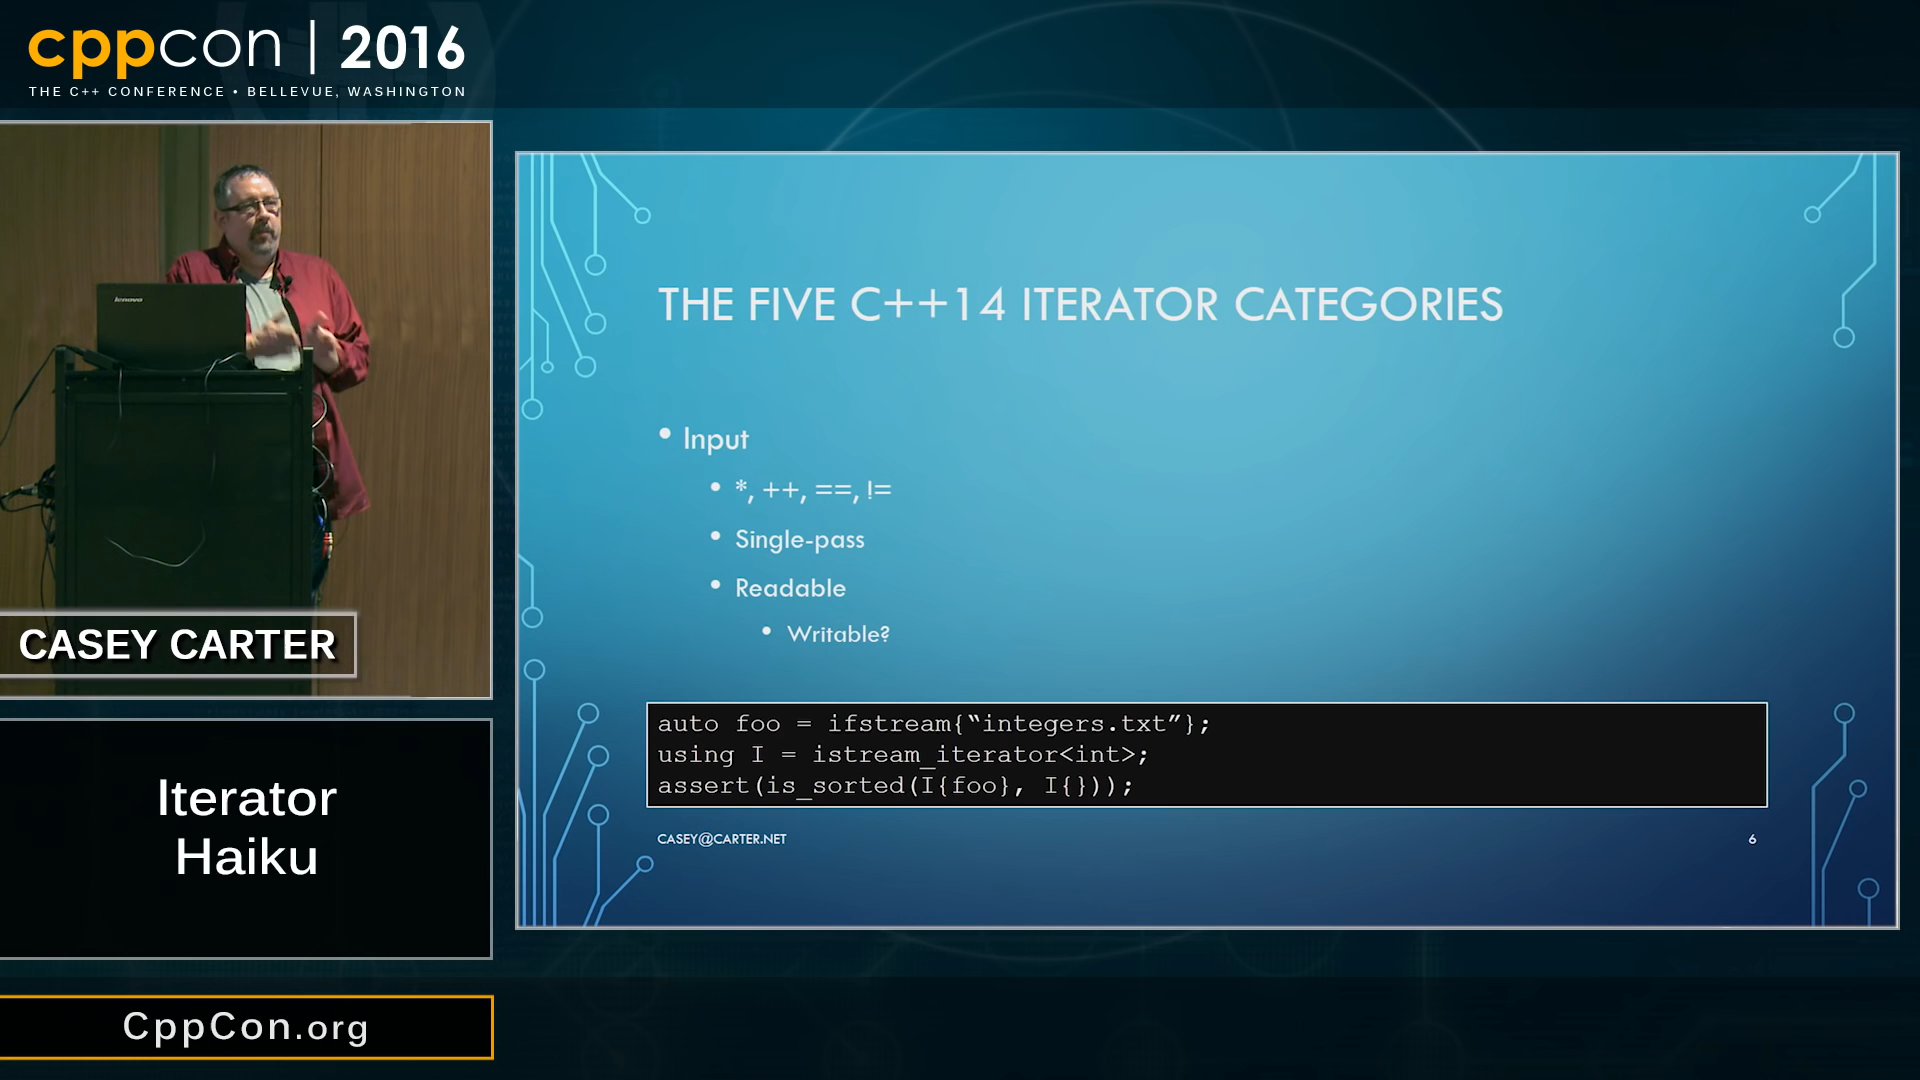 cppcon | 2016
THE C++ CONFERENCE • BELLEVUE, WASHINGTON
lenovo
CASEY CARTER
Iterator
Haiku
CppCon.org
THE FIVE C++14 ITERATOR CATEGORIES
• Input
• *, ++, ==, !=
• Single-pass
• Readable
• Writable?
auto foo = ifstream{“integers.txt”};
using I = istream_iterator<int>;
assert(is_sorted(I{foo}, I{}));
CASEY@CARTER.NET
6